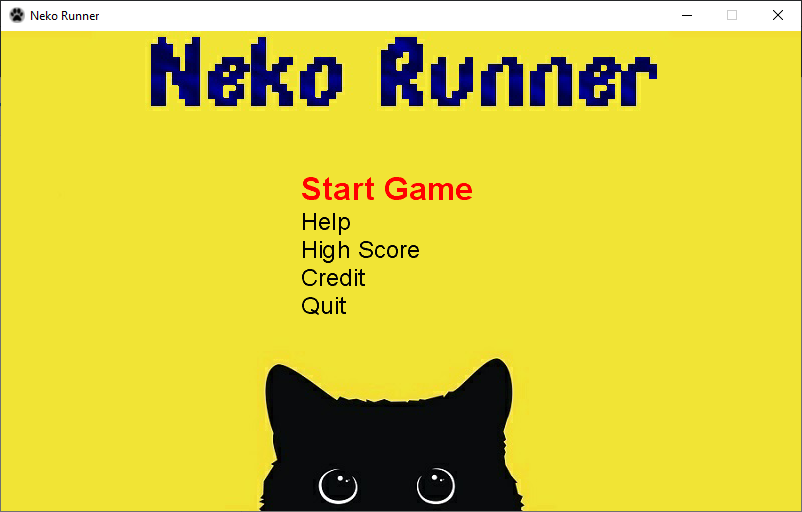 Neko Runner
Neko Runner
Start Game
Help
High Score
Credit
Quit